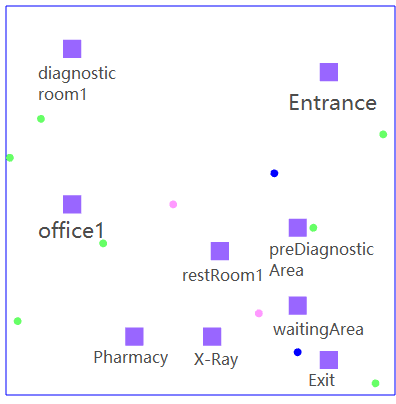 diagnostic
room1
Entrance
office1
preDiagnostic
Area
restRoom1
waitingArea
Pharmacy
X-Ray
Exit